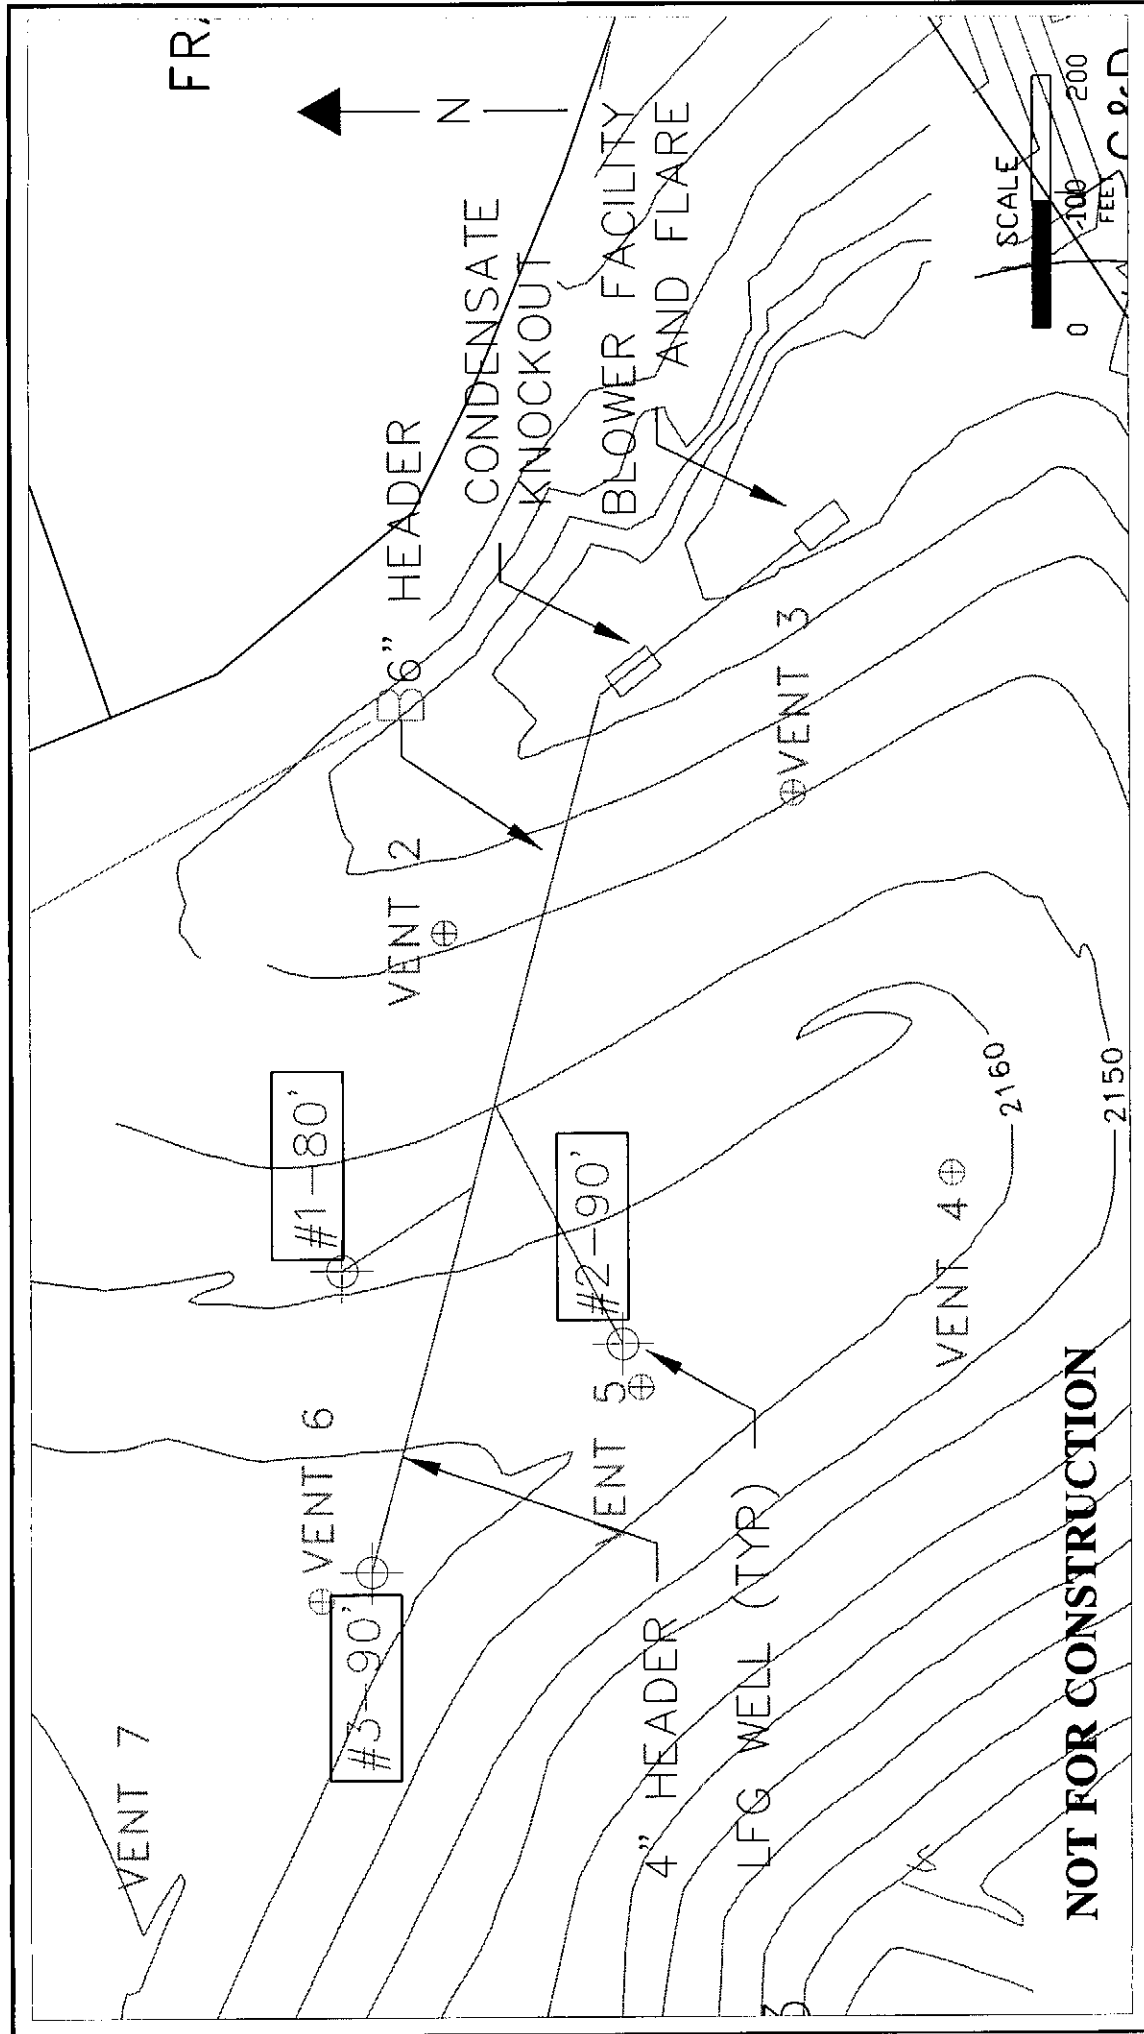 FR
N
6" HEADER
CONDENSATE
KNOCKOUT
BLOWER FACILITY
AND FLARE
SCALE
0 100 200
FEET
C&D
VENT 2
VENT 3
#1-80'
#2-90'
2160
2150
VENT 4
VENT 6
VENT 5
#3-90'
VENT 7
4" HEADER
LFG WELL (TYP)
3
NOT FOR CONSTRUCTION